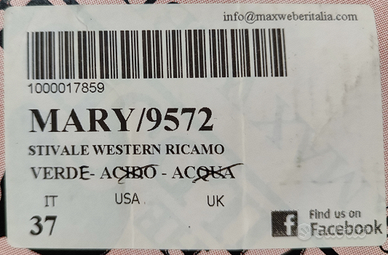 info@maxweberitalia.com
1000017859
MARY/9572
STIVALE WESTERN RICAMO
VERDE- ACIDO - ACQUA
IT USA UK
37
Find us on
Facebook